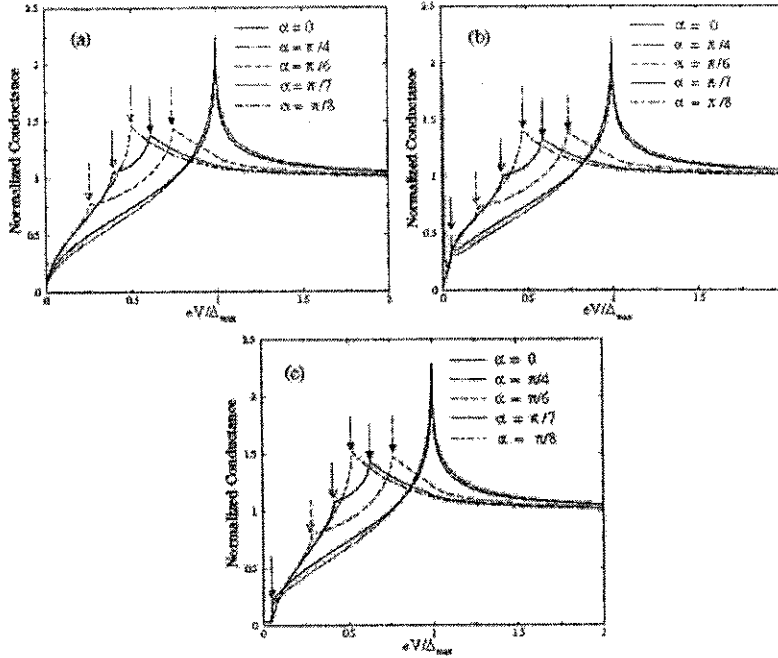 (a)
α = 0
α = π/4
α = π/6
α = π/7
α = π/8
Normalized Conductance
2.5
2
1.5
1
0.5
0
0
0.5
1
1.5
2
eV/Δmax
(b)
α = 0
α = π/4
α = π/6
α = π/7
α = π/8
Normalized Conductance
2.5
2
1.5
1
0.5
0
0
0.5
1
1.5
eV/Δmax
(c)
α = 0
α = π/4
α = π/6
α = π/7
α = π/8
Normalized Conductance
2.5
2
1.5
1
0.5
0
0
0.5
1
1.5
2
eV/Δmax